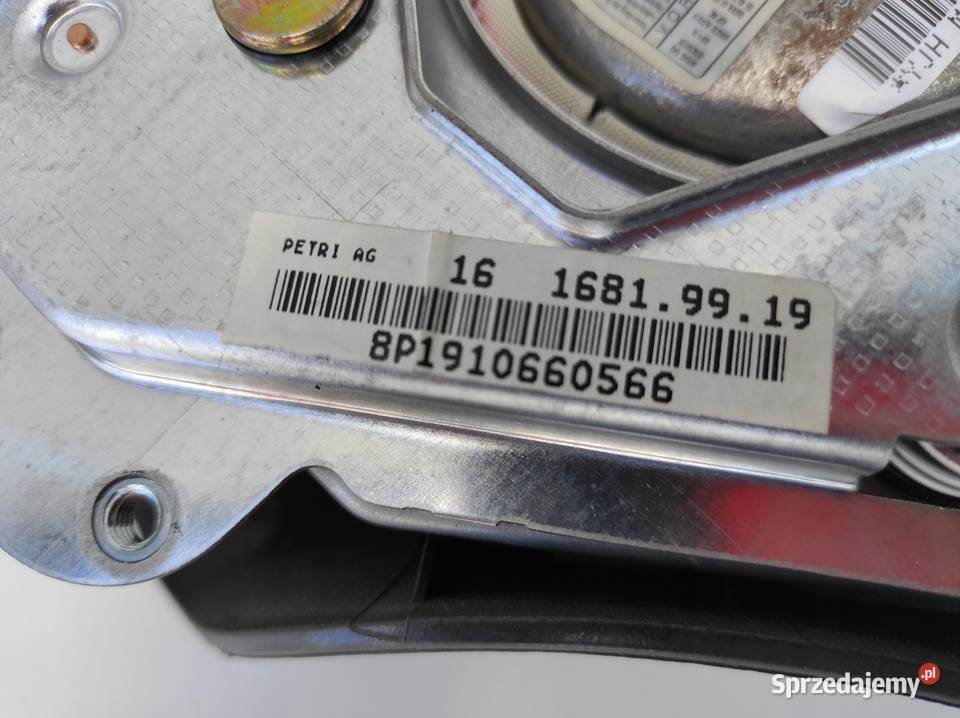 PETRI AG 16 1681.99.19
8P1910660566
Sprzedajemy.pl